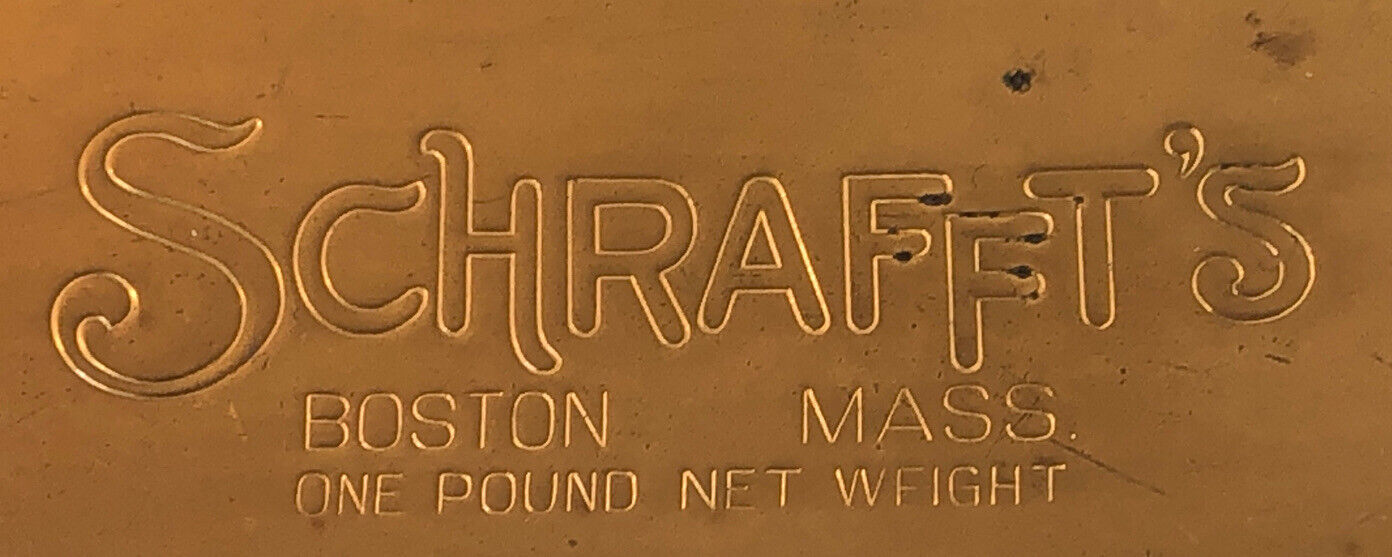 SCHRAFFT'S
BOSTON MASS.
ONE POUND NET WEIGHT